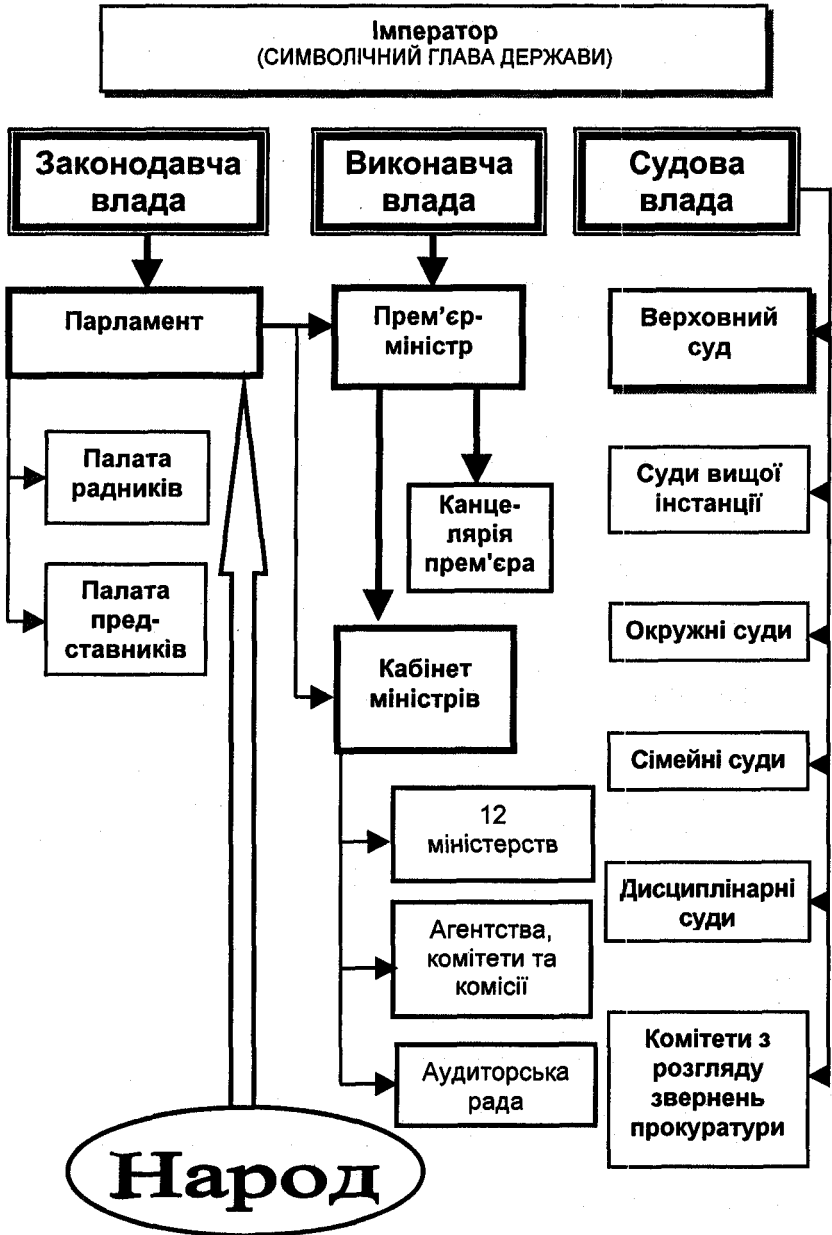 Імператор
(СИМВОЛІЧНИЙ ГЛАВА ДЕРЖАВИ)
Законодавча
влада
Виконавча
влада
Судова
влада
Парламент
Прем’єр-
міністр
Верховний
суд
Палата
радників
Канце-
лярія
прем'єра
Суди вищої
інстанції
Палата
пред-
ставників
Кабінет
міністрів
Окружні суди
Сімейні суди
12
міністерств
Дисциплінарні
суди
Агентства,
комітети та
комісії
Аудиторська
рада
Комітети з
розгляду
звернень
прокуратури
Народ